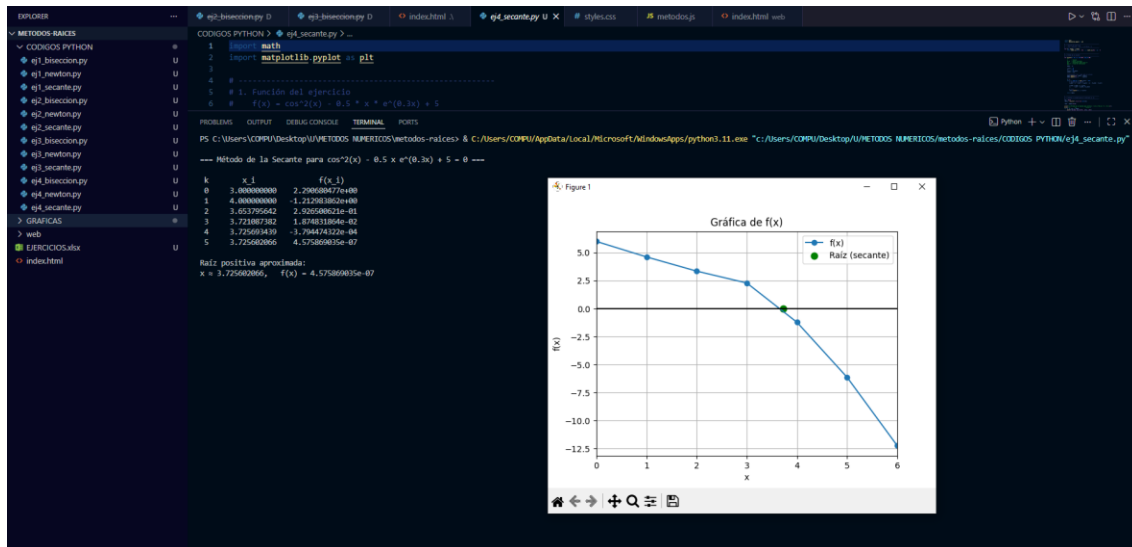 EXPLORER ...
METODOS-RAICES
CODIGOS PYTHON
ej1_biseccion.py U
ej1_newton.py U
ej1_secante.py U
ej2_biseccion.py U
ej2_newton.py U
ej2_secante.py U
ej3_biseccion.py U
ej3_newton.py U
ej3_secante.py U
ej4_biseccion.py U
ej4_newton.py U
ej4_secante.py U
GRAFICAS
web
EJERCICIOS.xlsx U
index.html
ej2_biseccion.py D ej3_biseccion.py D index.html ej4_secante.py U styles.css metodos.js index.html web
CODIGOS PYTHON > ej4_secante.py > ...
1 import math
2 import matplotlib.pyplot as plt
3
4
5 # 1. Función del ejercicio
6 # f(x) = cos^2(x) - 0.5 * x * e^(0.3x) + 5
PROBLEMS OUTPUT DEBUG CONSOLE TERMINAL PORTS Python
PS C:\Users\COMPU\Desktop\U\METODOS NUMERICOS\metodos-raices> & C:/Users/COMPU/AppData/Local/Microsoft/WindowsApps/python3.11.exe "c:/Users/COMPU/Desktop/U/METODOS NUMERICOS/metodos-raices/CODIGOS PYTHON/ej4_secante.py"
=== Método de la Secante para cos^2(x) - 0.5 x e^(0.3x) + 5 = 0 ===
k x_i f(x_i)
0 3.000000000 2.290680477e+00
1 4.000000000 -1.212983862e+00
2 3.653795642 2.926500621e-01
3 3.721087382 1.874831864e-02
4 3.725693439 -3.794474322e-04
5 3.725602066 4.575869035e-07
Raíz positiva aproximada:
x ≈ 3.725602066, f(x) = 4.575869035e-07
Figure 1
Gráfica de f(x)
f(x)
Raíz (secante)
5.0
2.5
0.0
−2.5
−5.0
−7.5
−10.0
−12.5
f(x)
0 1 2 3 4 5 6
x